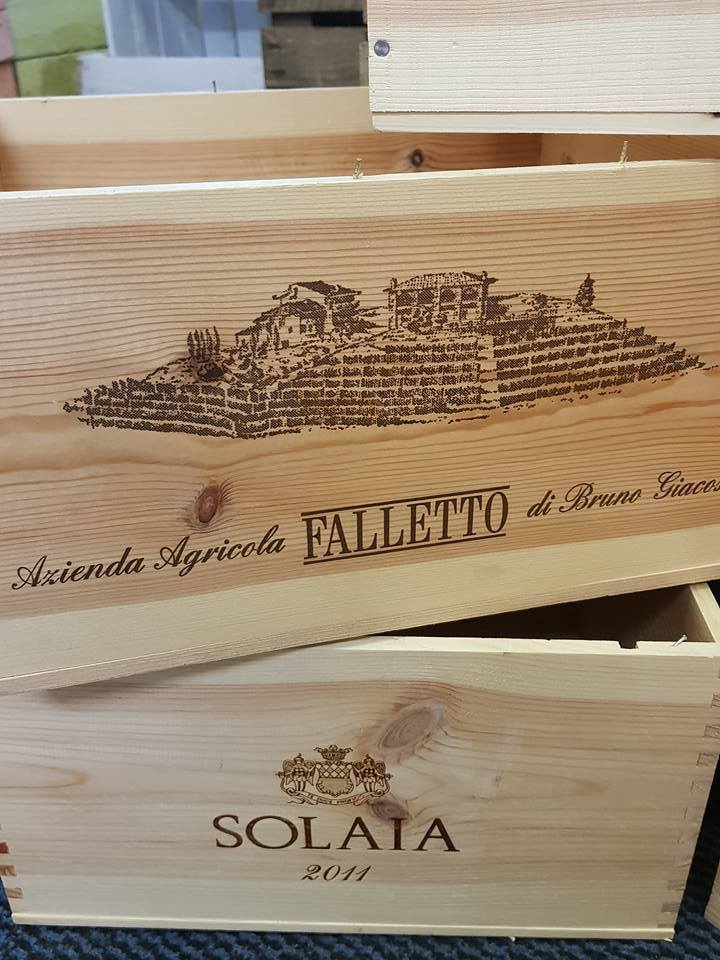 Azienda Agricola FALLETTO di Bruno Giacos
SOLAIA
2011